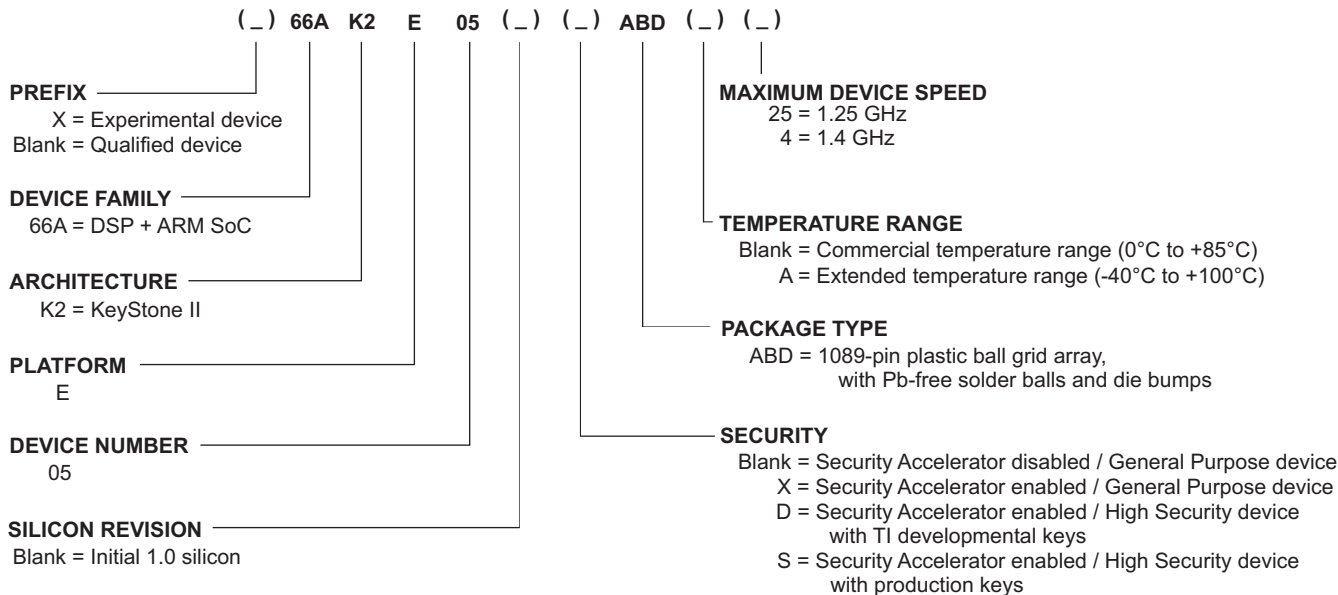 (_) 66A K2 E 05 (_) (_) ABD (_) (_)
PREFIX
X = Experimental device
Blank = Qualified device
DEVICE FAMILY
66A = DSP + ARM SoC
ARCHITECTURE
K2 = KeyStone II
PLATFORM
E
DEVICE NUMBER
05
SILICON REVISION
Blank = Initial 1.0 silicon
MAXIMUM DEVICE SPEED
25 = 1.25 GHz
4 = 1.4 GHz
TEMPERATURE RANGE
Blank = Commercial temperature range (0°C to +85°C)
A = Extended temperature range (-40°C to +100°C)
PACKAGE TYPE
ABD = 1089-pin plastic ball grid array,
with Pb-free solder balls and die bumps
SECURITY
Blank = Security Accelerator disabled / General Purpose device
X = Security Accelerator enabled / General Purpose device
D = Security Accelerator enabled / High Security device
with TI developmental keys
S = Security Accelerator enabled / High Security device
with production keys